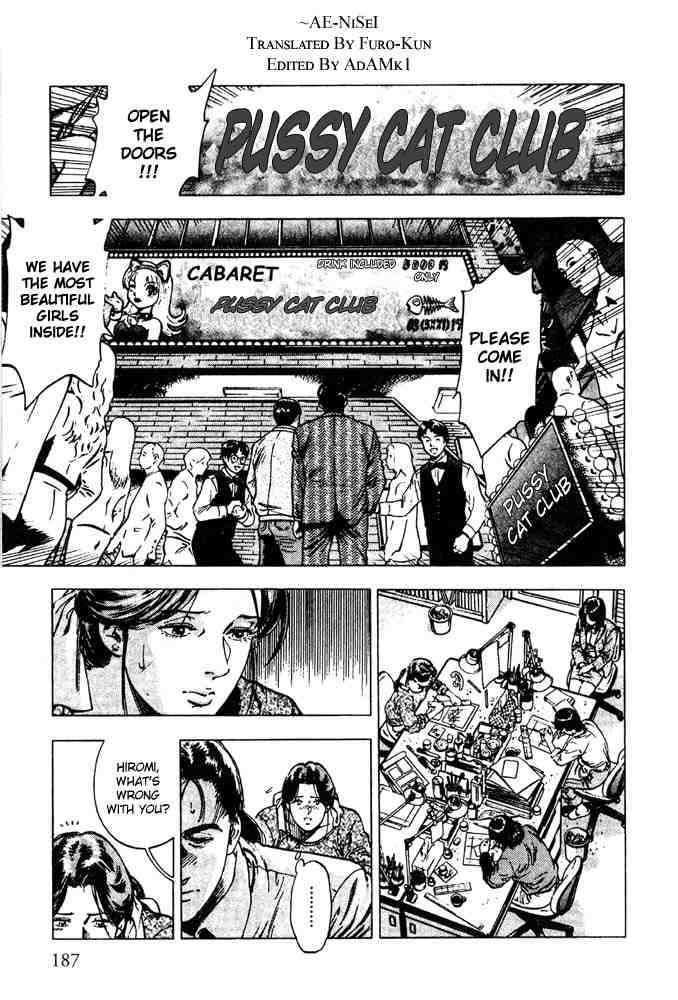 ~AE-NiSeI
Translated By Furo-Kun
Edited By AdAMk1
OPEN
THE
DOORS
!!!
PUSSY CAT CLUB
WE HAVE
THE MOST
BEAUTIFUL
GIRLS
INSIDE!!
CABARET
DRINK INCLUDED
ONLY
PUSSY CAT CLUB
PLEASE
COME
IN!!
PUSSY
CAT CLUB
HIROMI,
WHAT'S
WRONG
WITH YOU?
.........
187